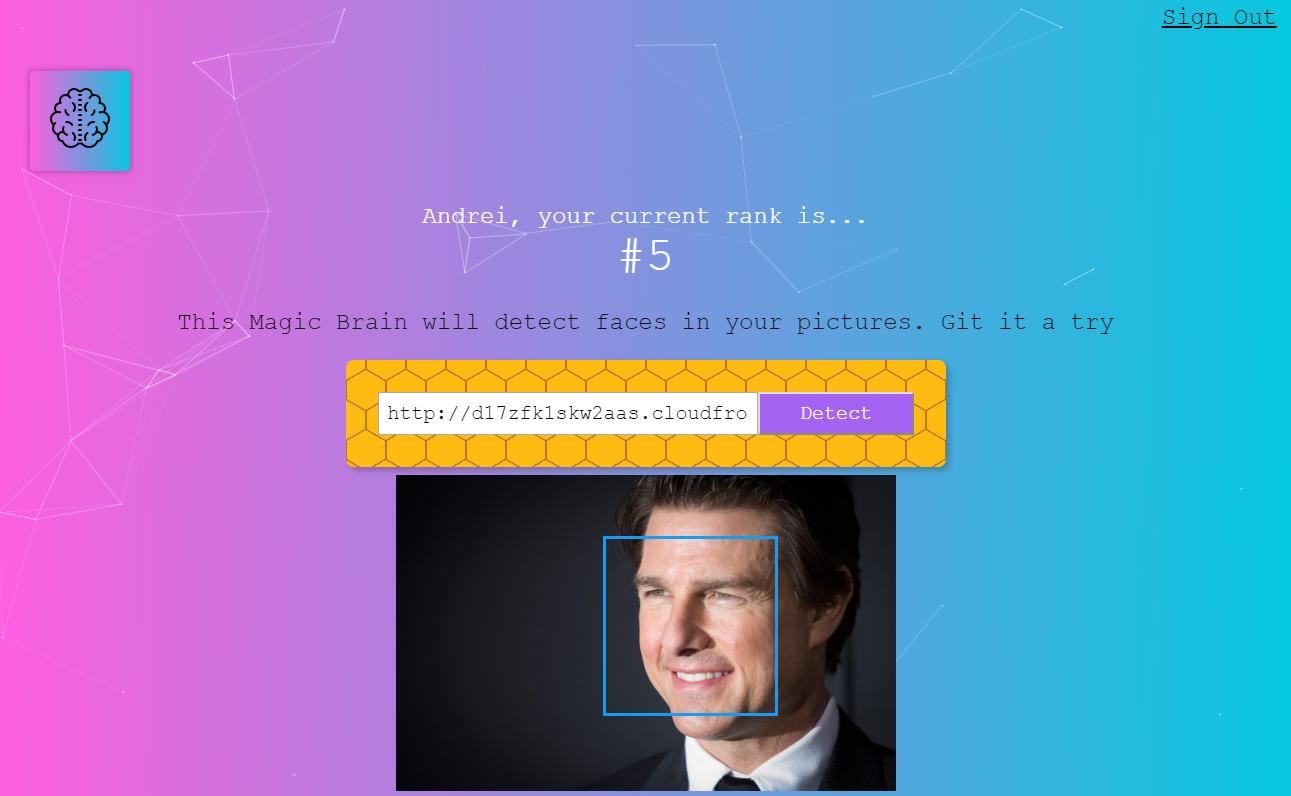 Sign Out
Andrei, your current rank is...
#5
This Magic Brain will detect faces in your pictures. Git it a try
http://d17zfk1skw2aas.cloudfro
Detect